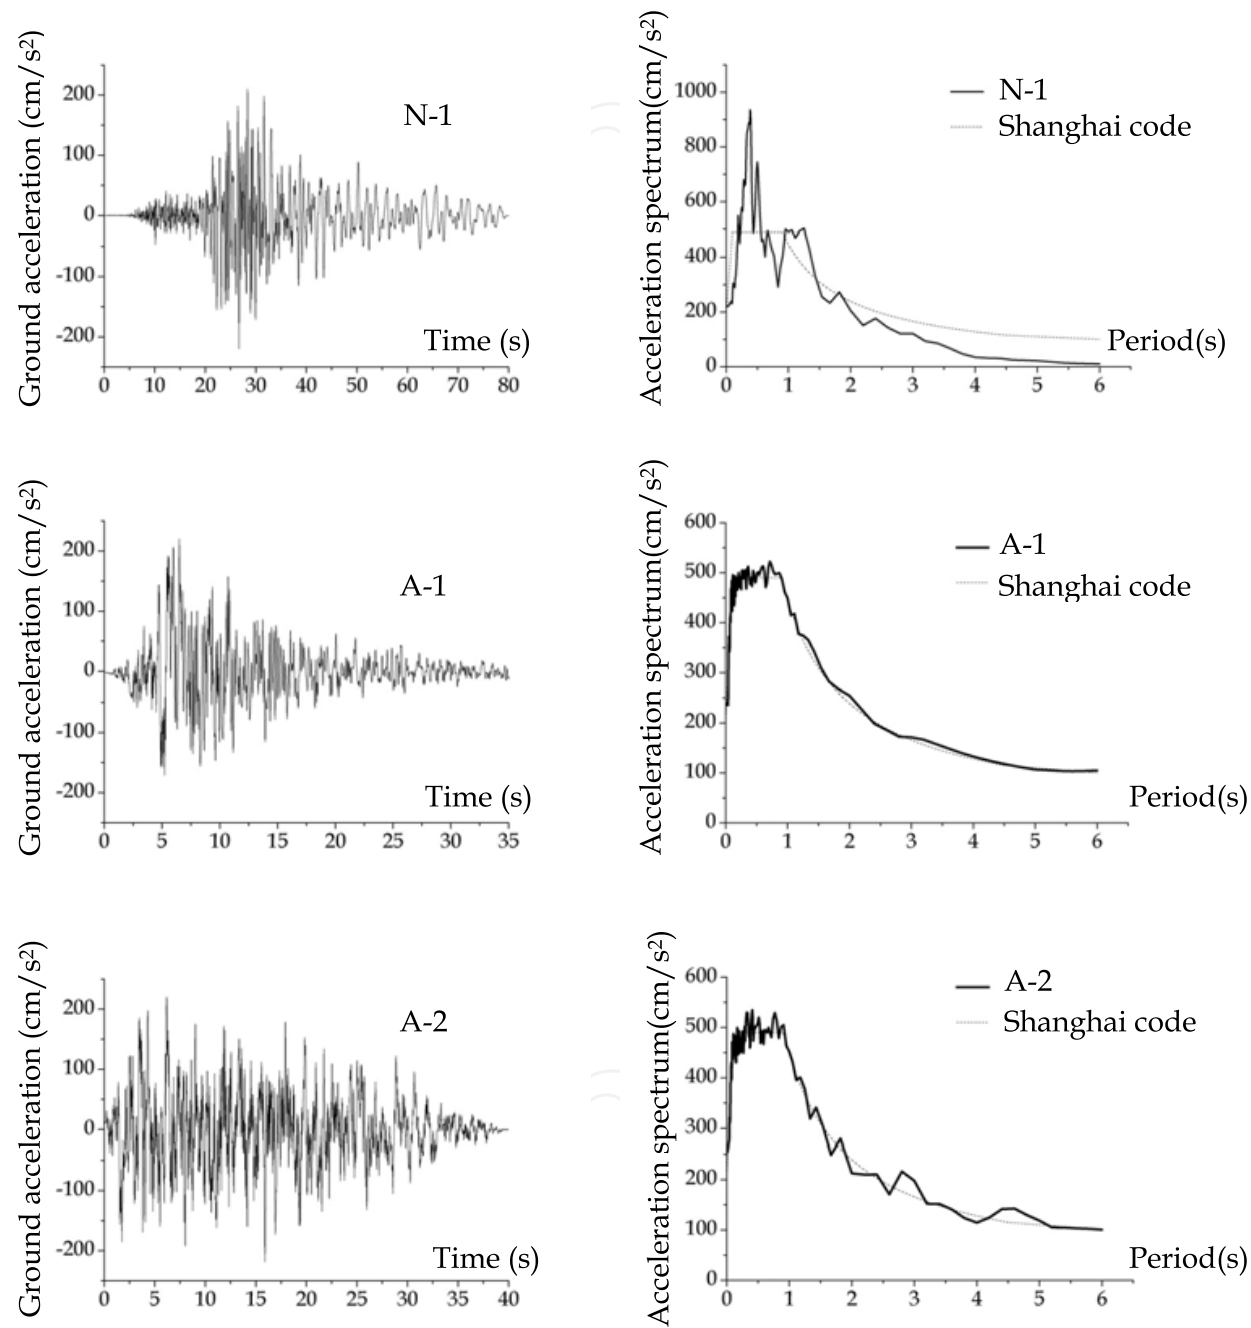 Ground acceleration (cm/s²)
200
100
0
-100
-200
0 10 20 30 40 50 60 70 80
N-1
Time (s)
Acceleration spectrum(cm/s²)
1000
800
600
400
200
0
0 1 2 3 4 5 6
N-1
Shanghai code
Period(s)
Ground acceleration (cm/s²)
200
100
0
-100
-200
0 5 10 15 20 25 30 35
A-1
Time (s)
Acceleration spectrum(cm/s²)
600
500
400
300
200
100
0
0 1 2 3 4 5 6
A-1
Shanghai code
Period(s)
Ground acceleration (cm/s²)
200
100
0
-100
-200
0 5 10 15 20 25 30 35 40
A-2
Time (s)
Acceleration spectrum(cm/s²)
600
500
400
300
200
100
0
0 1 2 3 4 5 6
A-2
Shanghai code
Period(s)